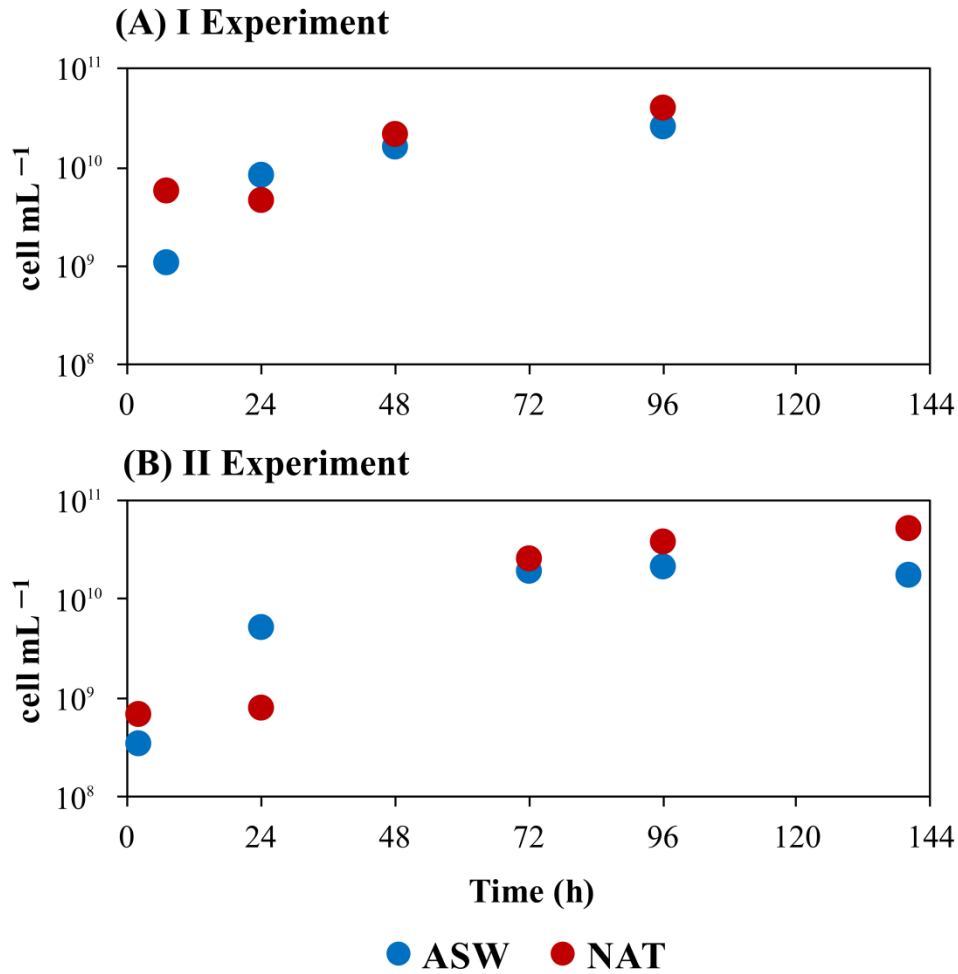 (A) I Experiment
10¹¹
10¹⁰
10⁹
10⁸
cell mL ⁻¹
0 24 48 72 96 120 144
(B) II Experiment
10¹¹
10¹⁰
10⁹
10⁸
cell mL ⁻¹
0 24 48 72 96 120 144
Time (h)
ASW NAT